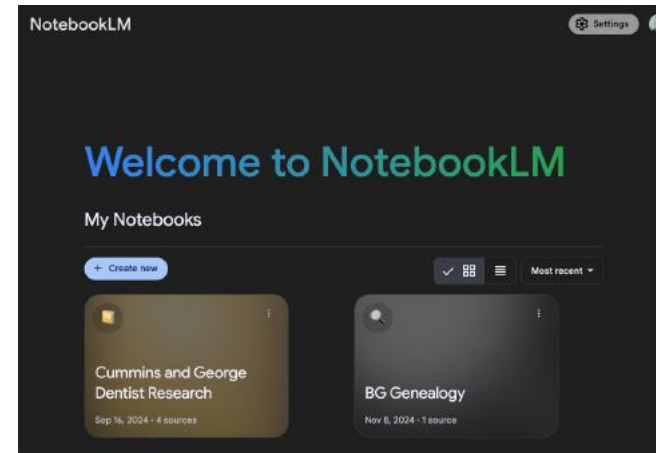 NotebookLM
Settings
Welcome to NotebookLM
My Notebooks
+ Create new
Most recent
Cummins and George
Dentist Research
Sep 16, 2024 · 4 sources
BG Genealogy
Nov 8, 2024 · 1 source